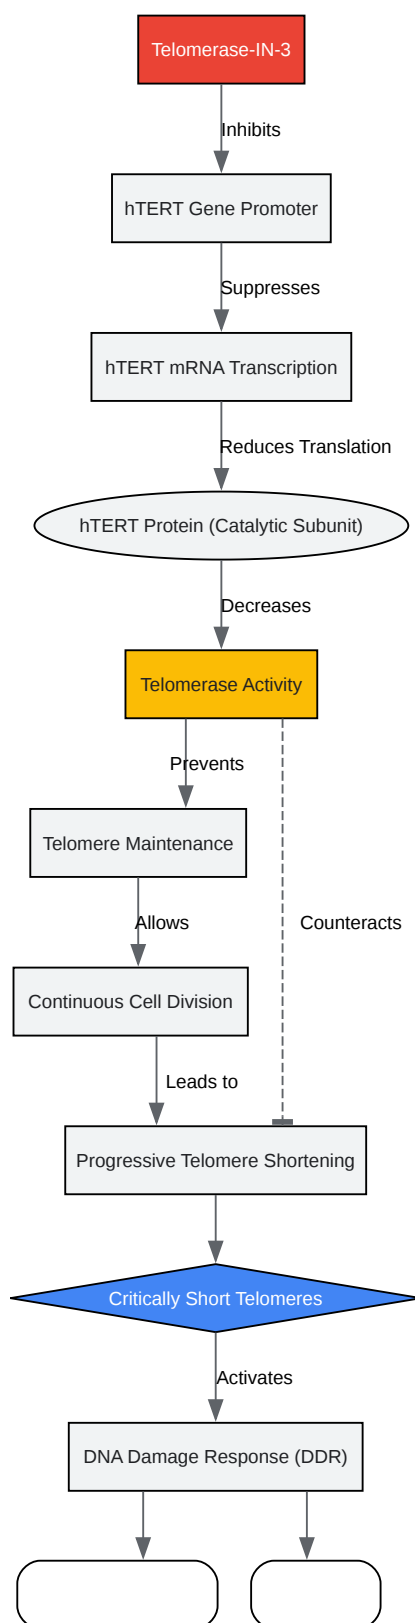 Telomerase-IN-3
Inhibits
hTERT Gene Promoter
Suppresses
hTERT mRNA Transcription
Reduces Translation
hTERT Protein (Catalytic Subunit)
Decreases
Telomerase Activity
Prevents
Telomere Maintenance
Allows
Counteracts
Continuous Cell Division
Leads to
Progressive Telomere Shortening
Critically Short Telomeres
Activates
DNA Damage Response (DDR)